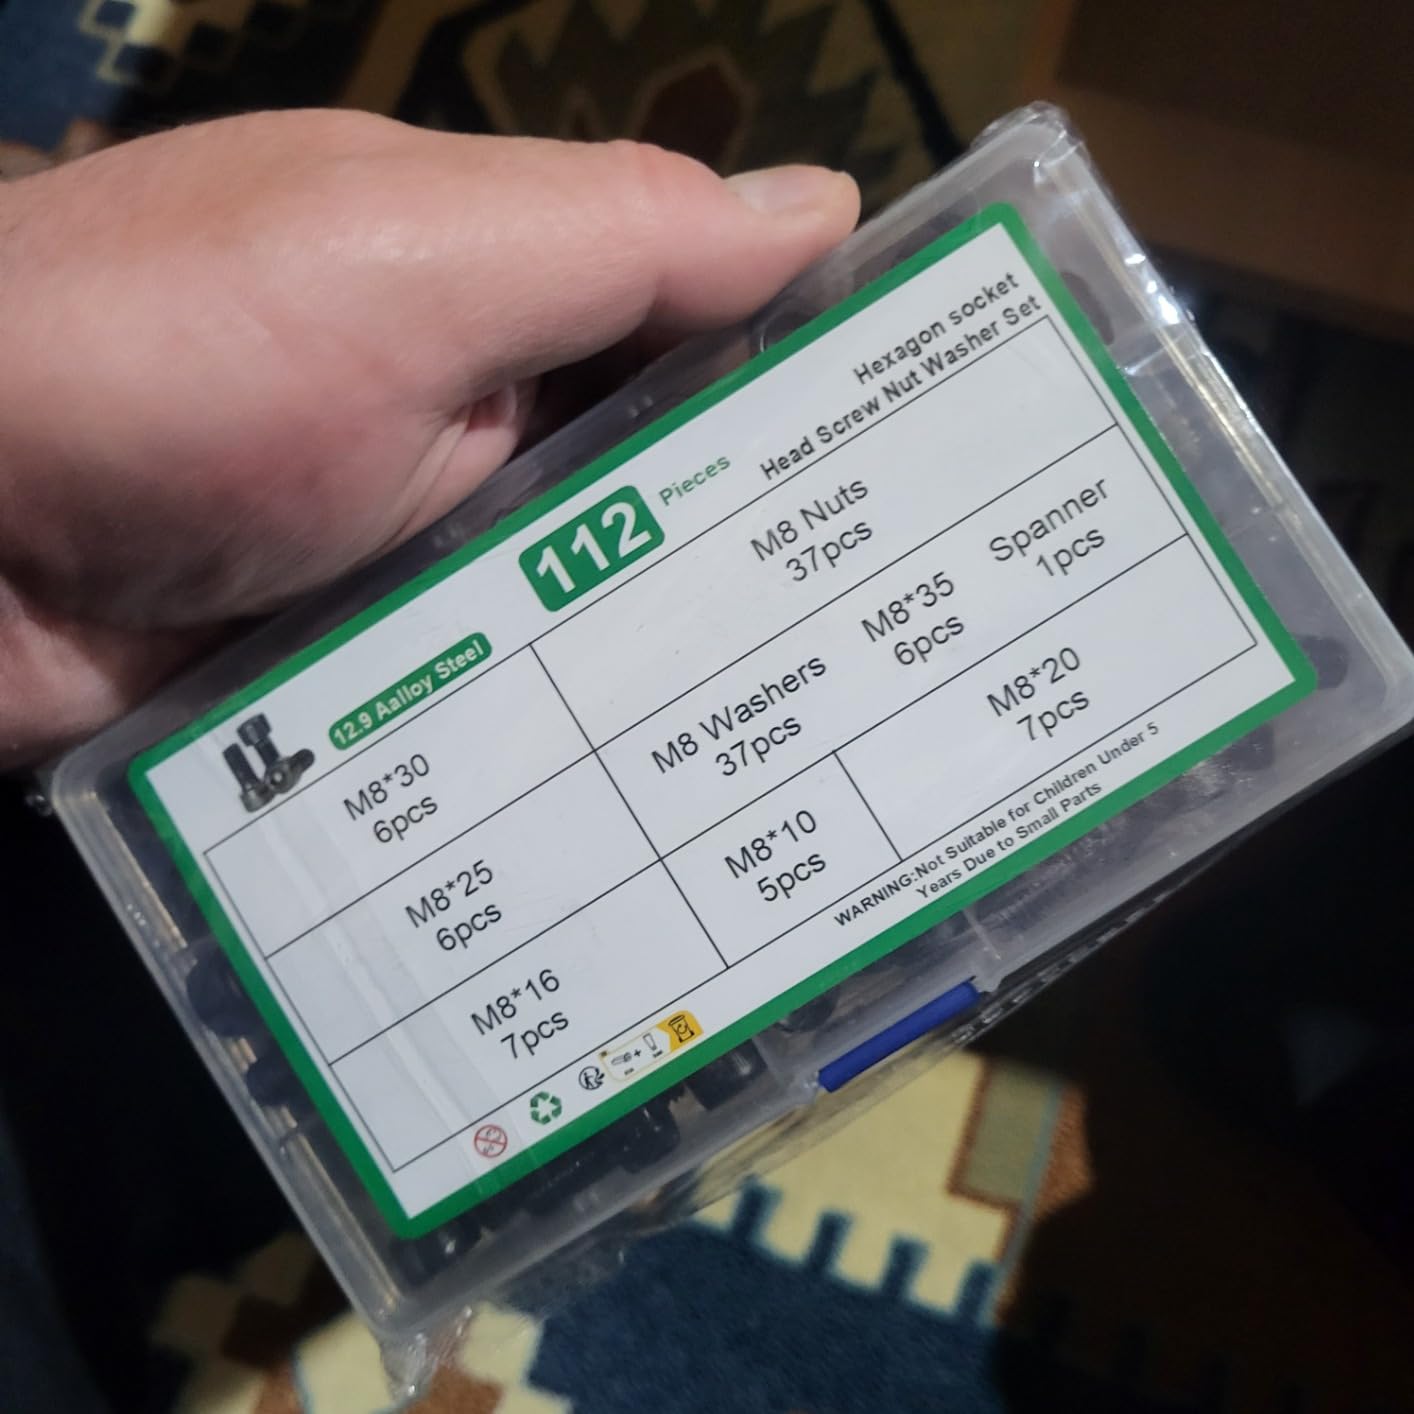 Hexagon socket
112 Pieces Head Screw Nut Washer Set
12.9 Aalloy Steel
M8*30
6pcs
M8 Nuts
37pcs
M8*25
6pcs
M8 Washers
37pcs
M8*35
6pcs
Spanner
1pcs
M8*16
7pcs
M8*10
5pcs
M8*20
7pcs
WARNING:Not Suitable for Children Under 5
Years Due to Small Parts